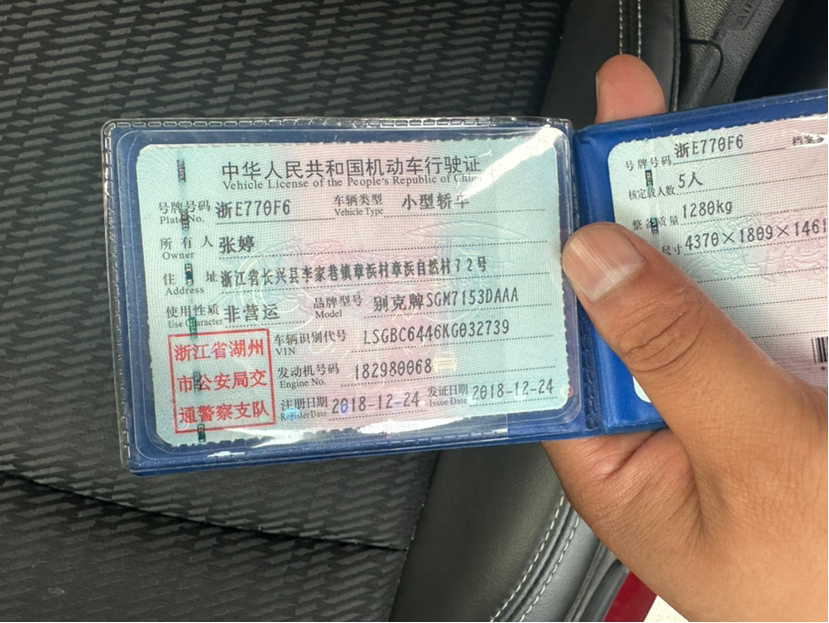 中华人民共和国机动车行驶证
Vehicle License of the People's Republic of China
号牌号码 浙E770F6 车辆类型 小型轿车
Plate No. Vehicle Type
所有人 张婷
Owner
住址 浙江省长兴县李家巷镇章浜村章浜自然村72号
Address
使用性质 非营运 品牌型号 别克牌SGM7153DAAA
Use Character Model
浙江省湖州
市公安局交
通警察支队
车辆识别代号 LSGBC6446KG032739
VIN
发动机号码 182980068
Engine No.
注册日期 2018-12-24 发证日期 2018-12-24
Register Date Issue Date
号牌号码 浙E770F6
核定载人数 5人
整备质量 1280kg
尺寸 4370×1809×1461